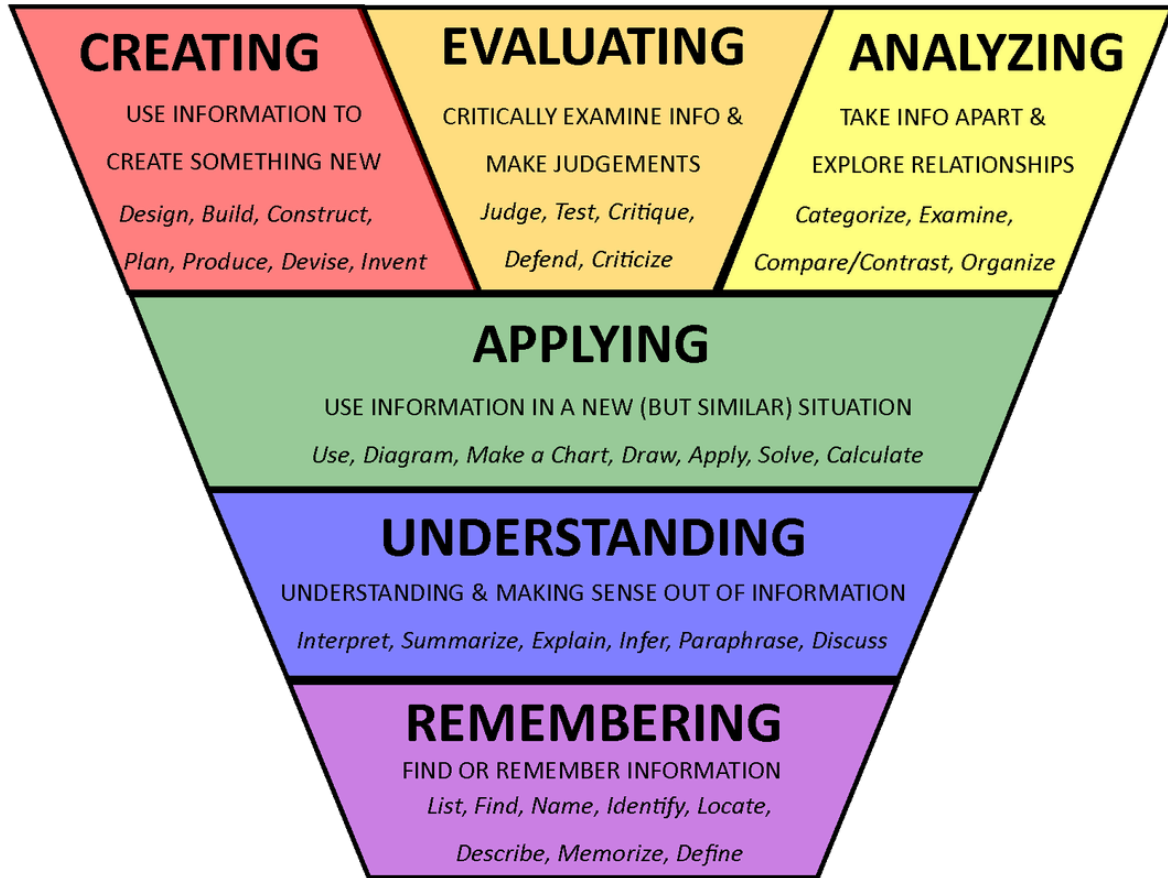 CREATING
USE INFORMATION TO
CREATE SOMETHING NEW
Design, Build, Construct,
Plan, Produce, Devise, Invent
EVALUATING
CRITICALLY EXAMINE INFO &
MAKE JUDGEMENTS
Judge, Test, Critique,
Defend, Criticize
ANALYZING
TAKE INFO APART &
EXPLORE RELATIONSHIPS
Categorize, Examine,
Compare/Contrast, Organize
APPLYING
USE INFORMATION IN A NEW (BUT SIMILAR) SITUATION
Use, Diagram, Make a Chart, Draw, Apply, Solve, Calculate
UNDERSTANDING
UNDERSTANDING & MAKING SENSE OUT OF INFORMATION
Interpret, Summarize, Explain, Infer, Paraphrase, Discuss
REMEMBERING
FIND OR REMEMBER INFORMATION
List, Find, Name, Identify, Locate,
Describe, Memorize, Define